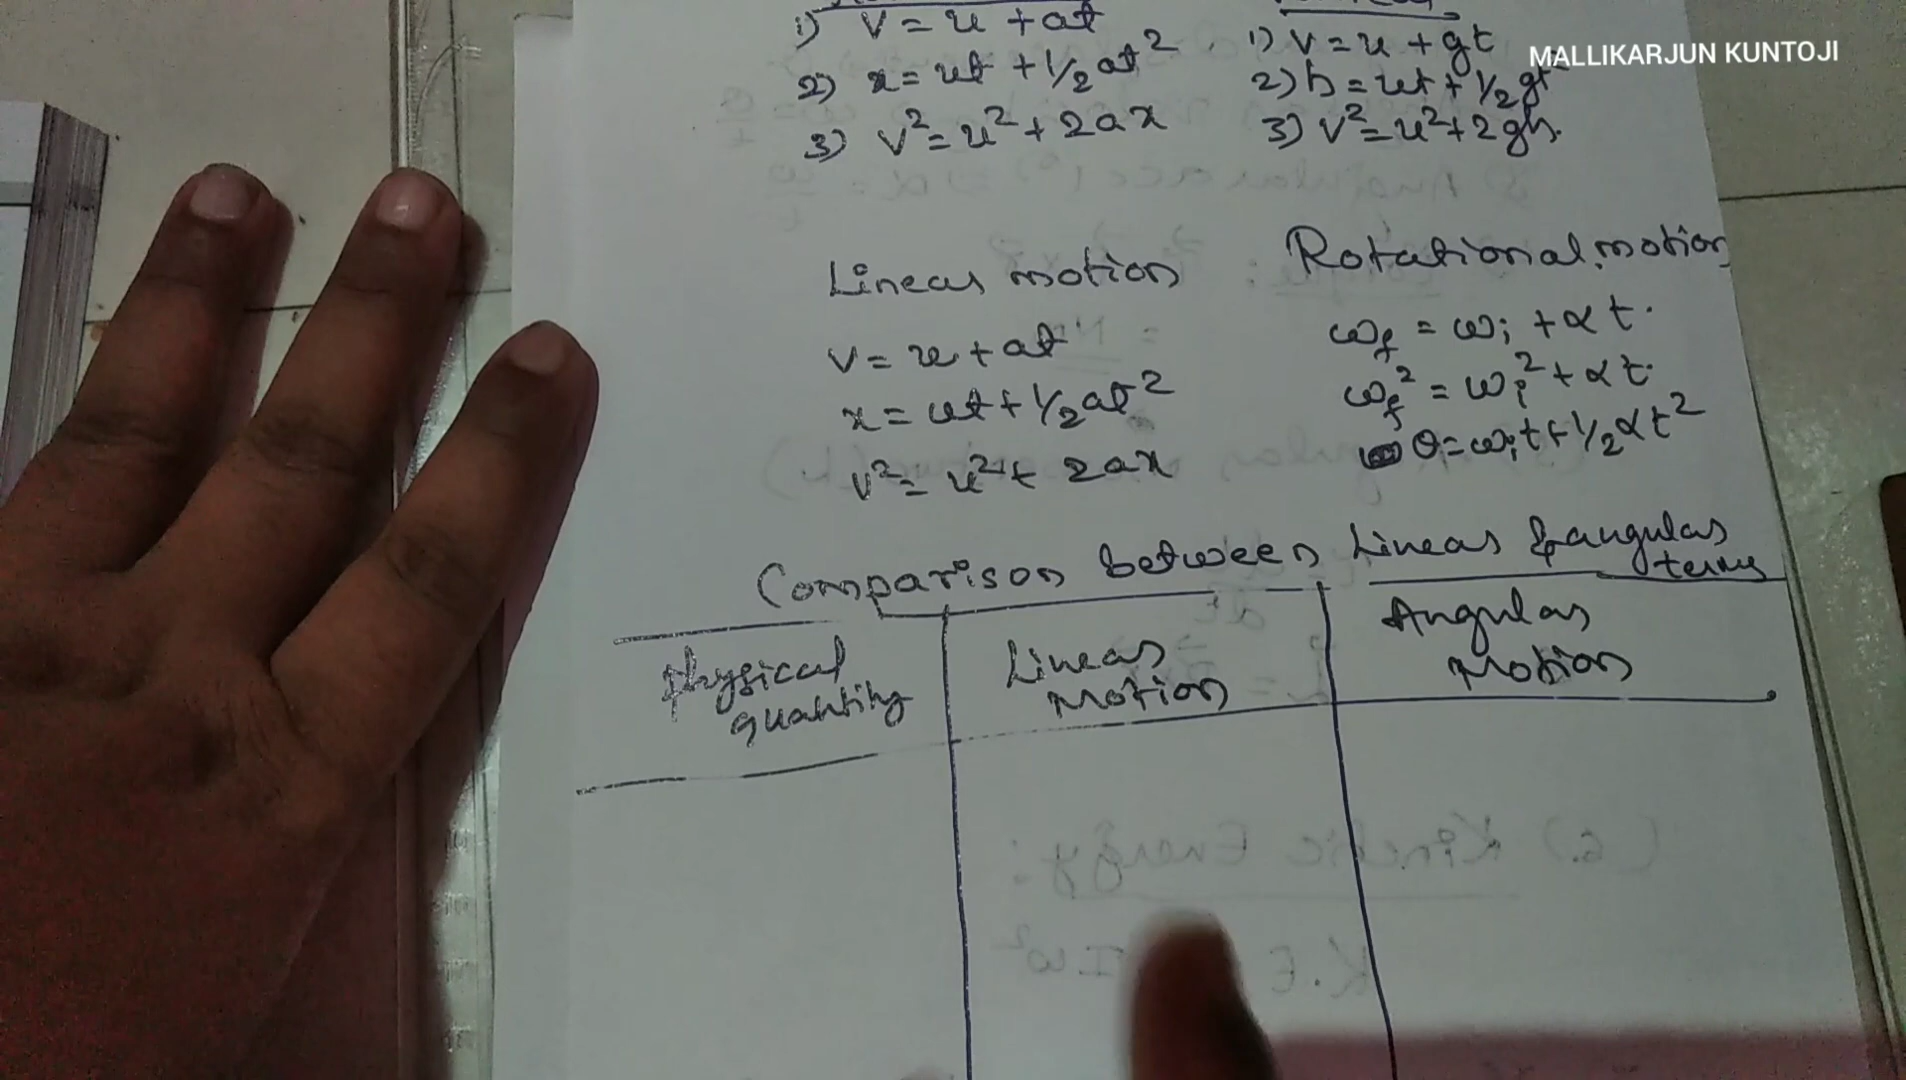 1) v = u + at
2) x = ut + 1/2 at²
3) v² = u² + 2ax
1) v = u + gt
2) h = ut + 1/2 gt²
3) v² = u² + 2gh.
MALLIKARJUN KUNTOJI
Linear motion
v = u + at
x = ut + 1/2 at²
v² = u² + 2ax
Rotational motion
ωf = ωi + αt.
ωf² = ωi² + αt.
θ = ωit + 1/2 αt²
Comparison between Linear & angular
terms
Physical
quantity
Linear
Motion
Angular
Motion